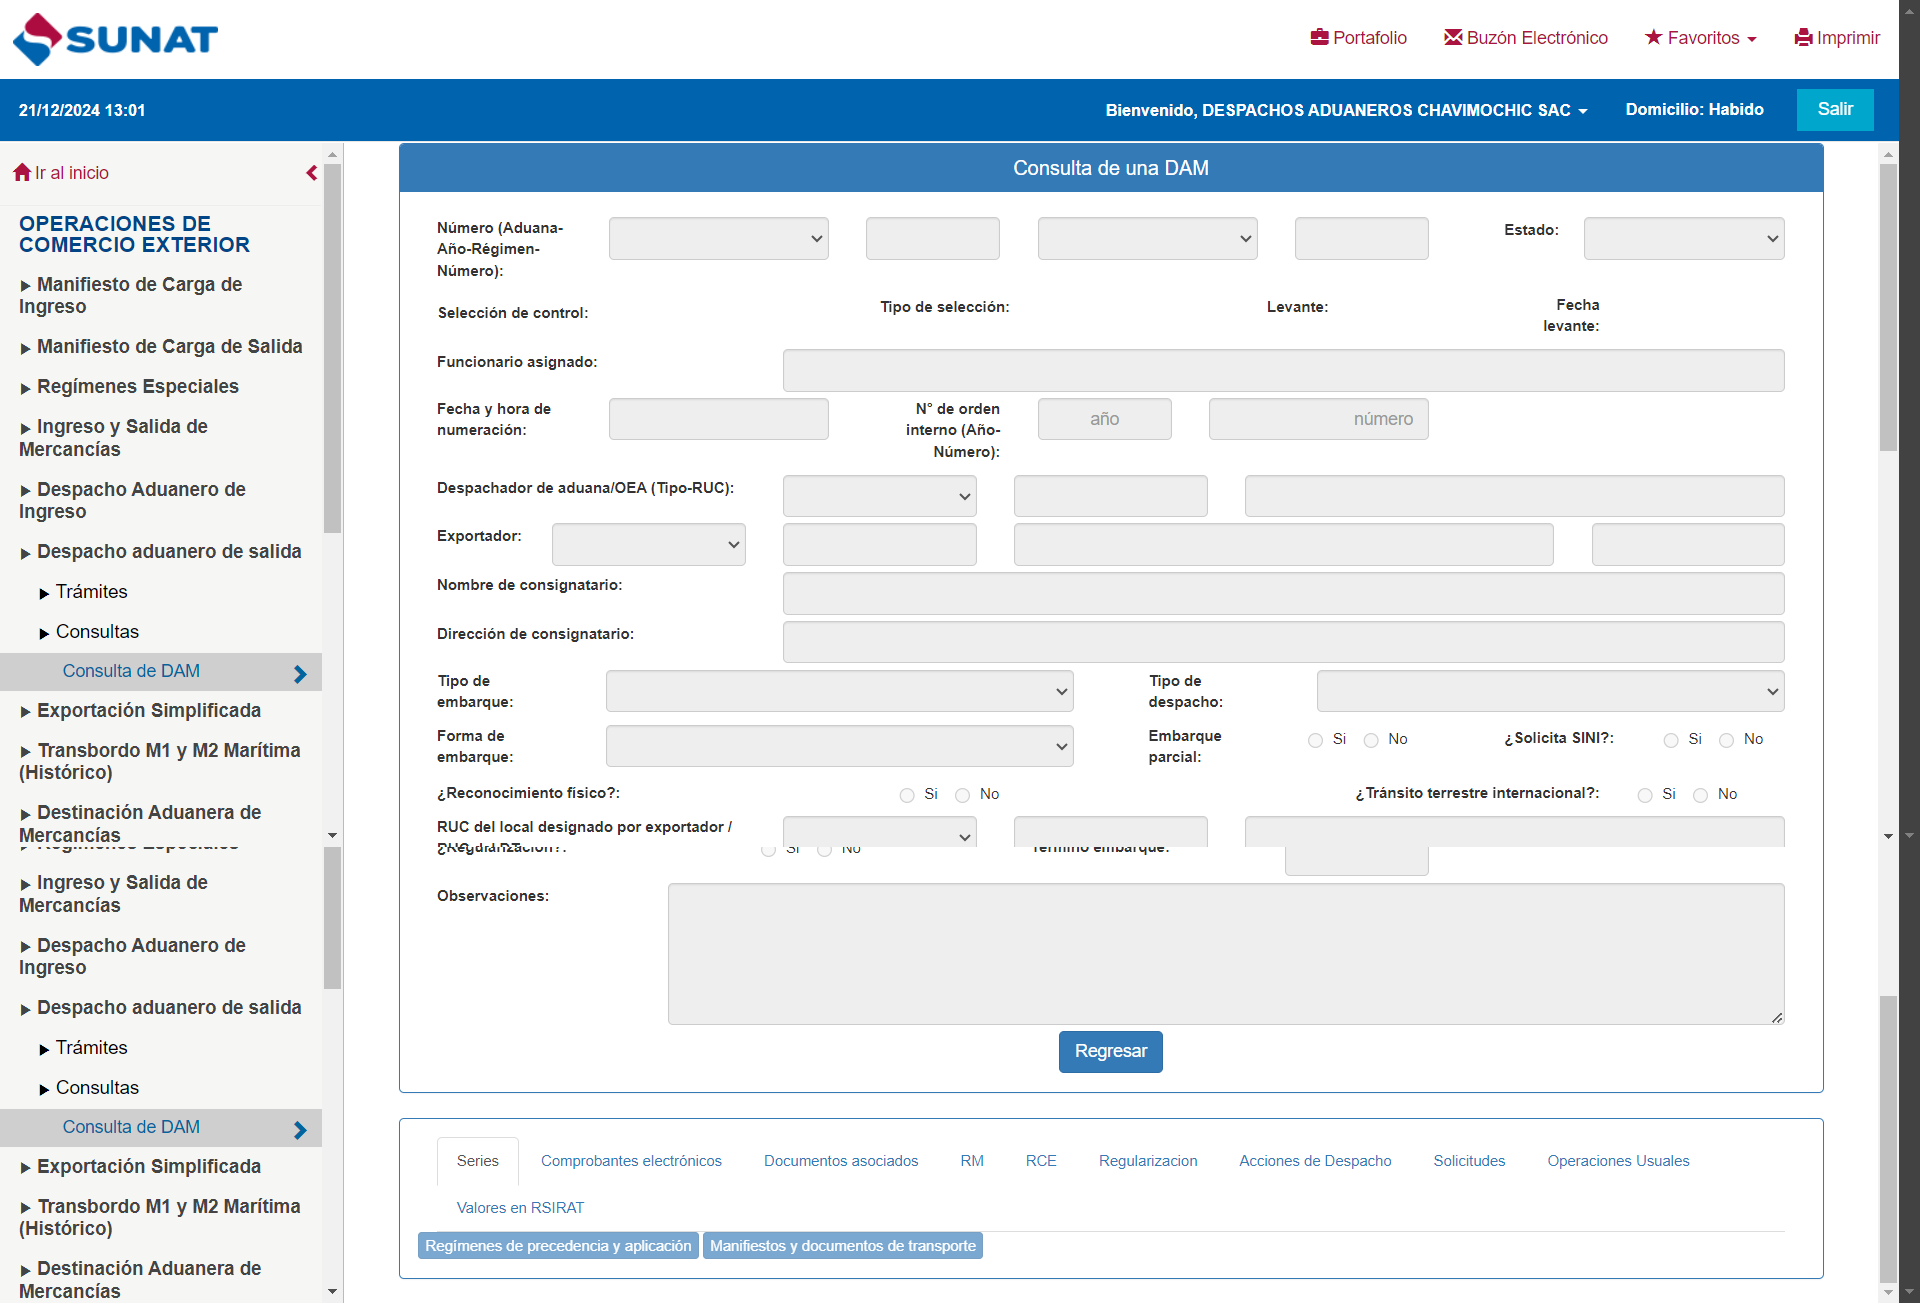 SUNAT
Portafolio
Buzón Electrónico
Favoritos
Imprimir
21/12/2024 13:01
Bienvenido, DESPACHOS ADUANEROS CHAVIMOCHIC SAC
Domicilio: Habido
Salir
Ir al inicio
OPERACIONES DE
COMERCIO EXTERIOR
Manifiesto de Carga de
Ingreso
Manifiesto de Carga de Salida
Regímenes Especiales
Ingreso y Salida de
Mercancías
Despacho Aduanero de
Ingreso
Despacho aduanero de salida
Trámites
Consultas
Consulta de DAM
Exportación Simplificada
Transbordo M1 y M2 Marítima
(Histórico)
Destinación Aduanera de
Mercancías
Regímenes Especiales
Ingreso y Salida de
Mercancías
Despacho Aduanero de
Ingreso
Despacho aduanero de salida
Trámites
Consultas
Consulta de DAM
Exportación Simplificada
Transbordo M1 y M2 Marítima
(Histórico)
Destinación Aduanera de
Mercancías
Consulta de una DAM
Número (Aduana-
Año-Régimen-
Número):
Estado:
Selección de control:
Tipo de selección:
Levante:
Fecha
levante:
Funcionario asignado:
Fecha y hora de
numeración:
N° de orden
interno (Año-
Número):
año
número
Despachador de aduana/OEA (Tipo-RUC):
Exportador:
Nombre de consignatario:
Dirección de consignatario:
Tipo de
embarque:
Tipo de
despacho:
Forma de
embarque:
Embarque
parcial:
Si No
¿Solicita SINI?:
Si No
¿Reconocimiento físico?:
Si No
¿Tránsito terrestre internacional?:
Si No
RUC del local designado por exportador /
¿Regularización?:
Si No
Término embarque:
Observaciones:
Regresar
Series
Comprobantes electrónicos
Documentos asociados
RM
RCE
Regularizacion
Acciones de Despacho
Solicitudes
Operaciones Usuales
Valores en RSIRAT
Regímenes de precedencia y aplicación
Manifiestos y documentos de transporte